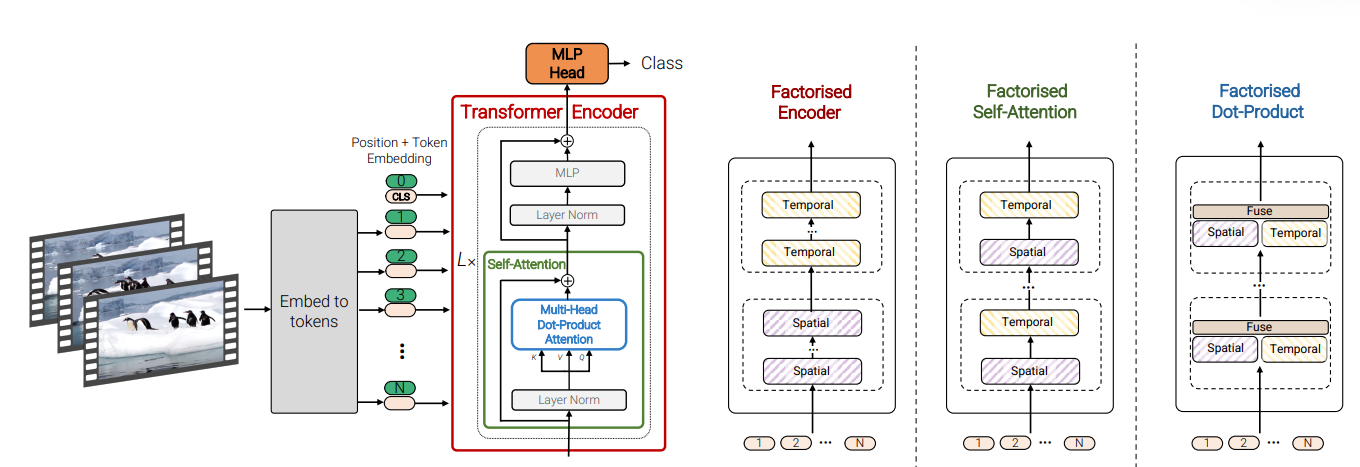 MLP
Head
Class
Transformer Encoder
Position + Token
Embedding
0
CLS
1
2
3
N
Embed to
tokens
L×
MLP
Layer Norm
Self-Attention
Multi-Head
Dot-Product
Attention
K V Q
Layer Norm
Factorised
Encoder
Temporal
...
Temporal
Spatial
...
Spatial
1 2 ... N
Factorised
Self-Attention
Temporal
Spatial
...
Temporal
Spatial
1 2 ... N
Factorised
Dot-Product
Fuse
Spatial Temporal
...
Fuse
Spatial Temporal
1 2 ... N